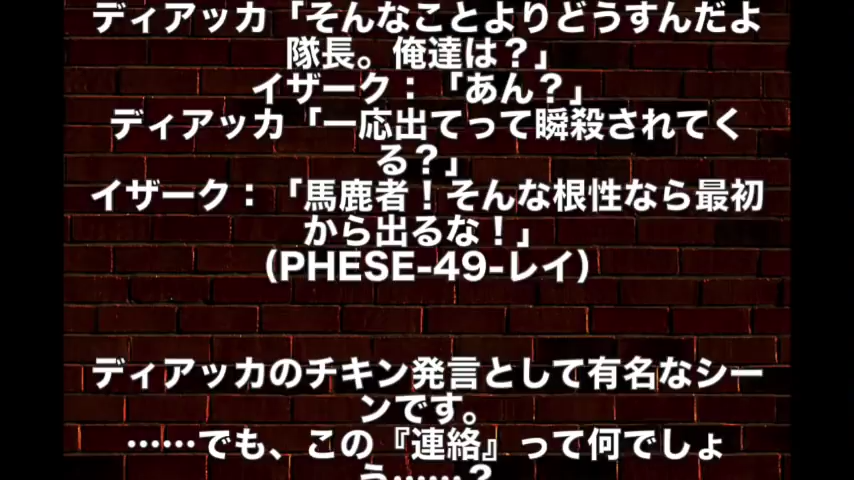 ディアッカ「そんなことよりどうすんだよ
隊長。俺達は？」
イザーク：「あん？」
ディアッカ「一応出てって瞬殺されてく
る？」
イザーク：「馬鹿者！そんな根性なら最初
から出るな！」
(PHESE-49-レイ)
ディアッカのチキン発言として有名なシー
ンです。
……でも、この『連絡』って何でしょ
う……？